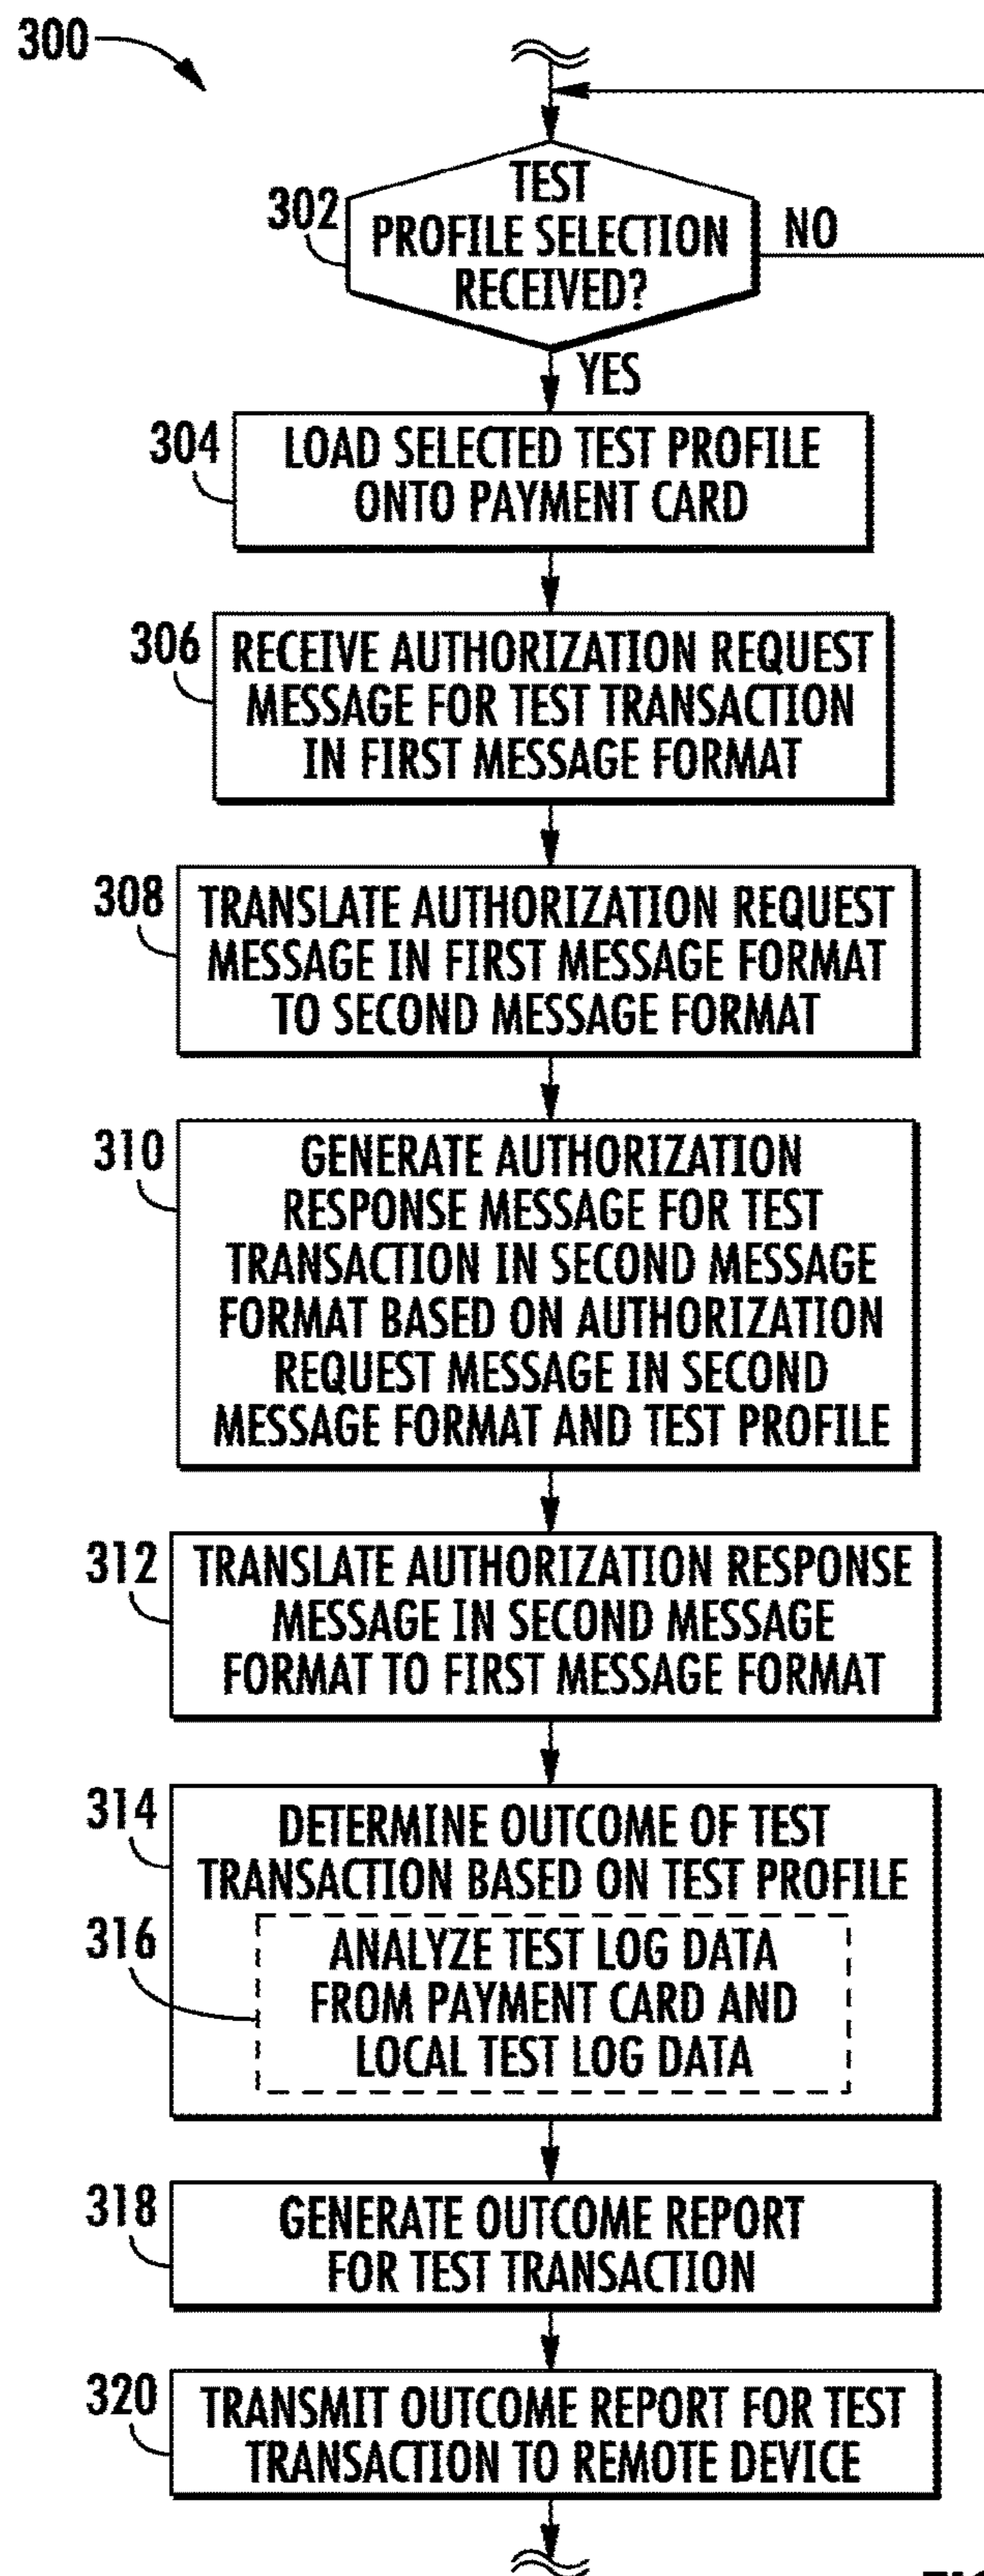 300
TEST
302
PROFILE SELECTION
NO
RECEIVED?
YES
304
LOAD SELECTED TEST PROFILE
ONTO PAYMENT CARD
306
RECEIVE AUTHORIZATION REQUEST
MESSAGE FOR TEST TRANSACTION
IN FIRST MESSAGE FORMAT
308
TRANSLATE AUTHORIZATION REQUEST
MESSAGE IN FIRST MESSAGE FORMAT
TO SECOND MESSAGE FORMAT
310
GENERATE AUTHORIZATION
RESPONSE MESSAGE FOR TEST
TRANSACTION IN SECOND MESSAGE
FORMAT BASED ON AUTHORIZATION
REQUEST MESSAGE IN SECOND
MESSAGE FORMAT AND TEST PROFILE
312
TRANSLATE AUTHORIZATION RESPONSE
MESSAGE IN SECOND MESSAGE
FORMAT TO FIRST MESSAGE FORMAT
314
DETERMINE OUTCOME OF TEST
TRANSACTION BASED ON TEST PROFILE
316
ANALYZE TEST LOG DATA
FROM PAYMENT CARD AND
LOCAL TEST LOG DATA
318
GENERATE OUTCOME REPORT
FOR TEST TRANSACTION
320
TRANSMIT OUTCOME REPORT FOR TEST
TRANSACTION TO REMOTE DEVICE